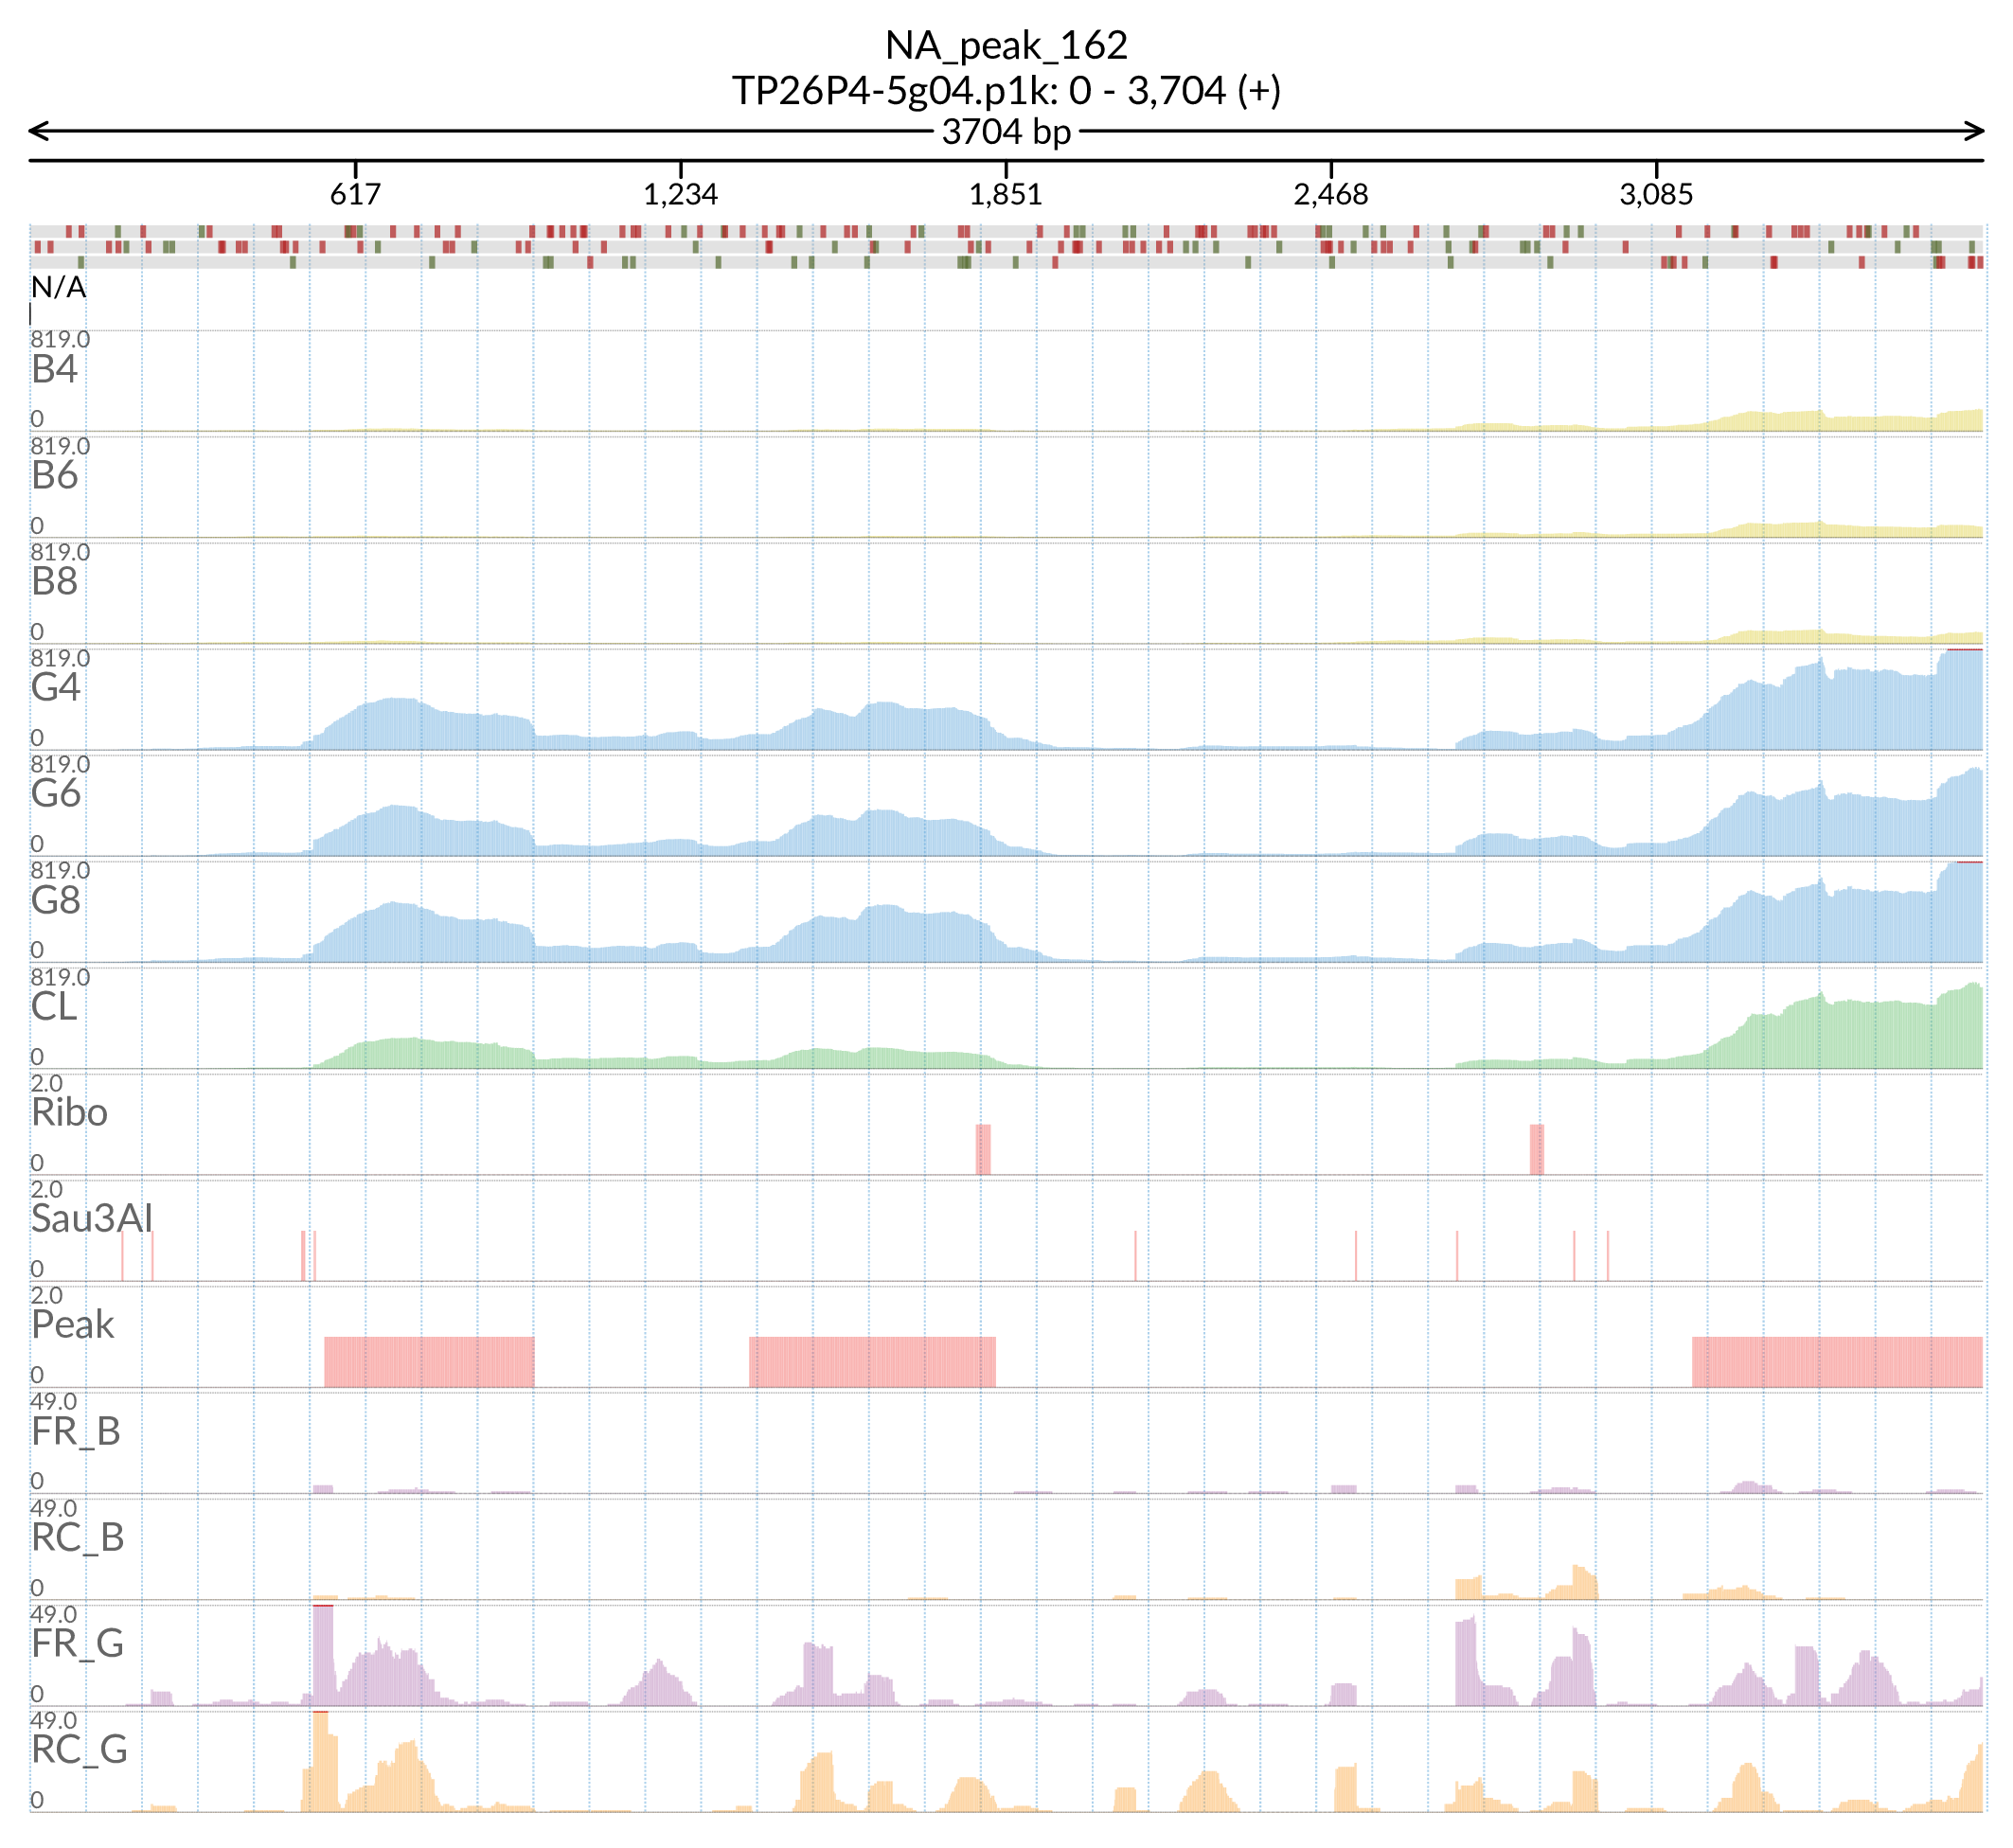 NA_peak_162
TP26P4-5g04.p1k: 0 - 3,704 (+)
3704 bp
617 1,234 1,851 2,468 3,085
N/A
819.0
B4
0
819.0
B6
0
819.0
B8
0
819.0
G4
0
819.0
G6
0
819.0
G8
0
819.0
CL
0
2.0
Ribo
0
2.0
Sau3AI
0
2.0
Peak
0
49.0
FR_B
0
49.0
RC_B
0
49.0
FR_G
0
49.0
RC_G
0